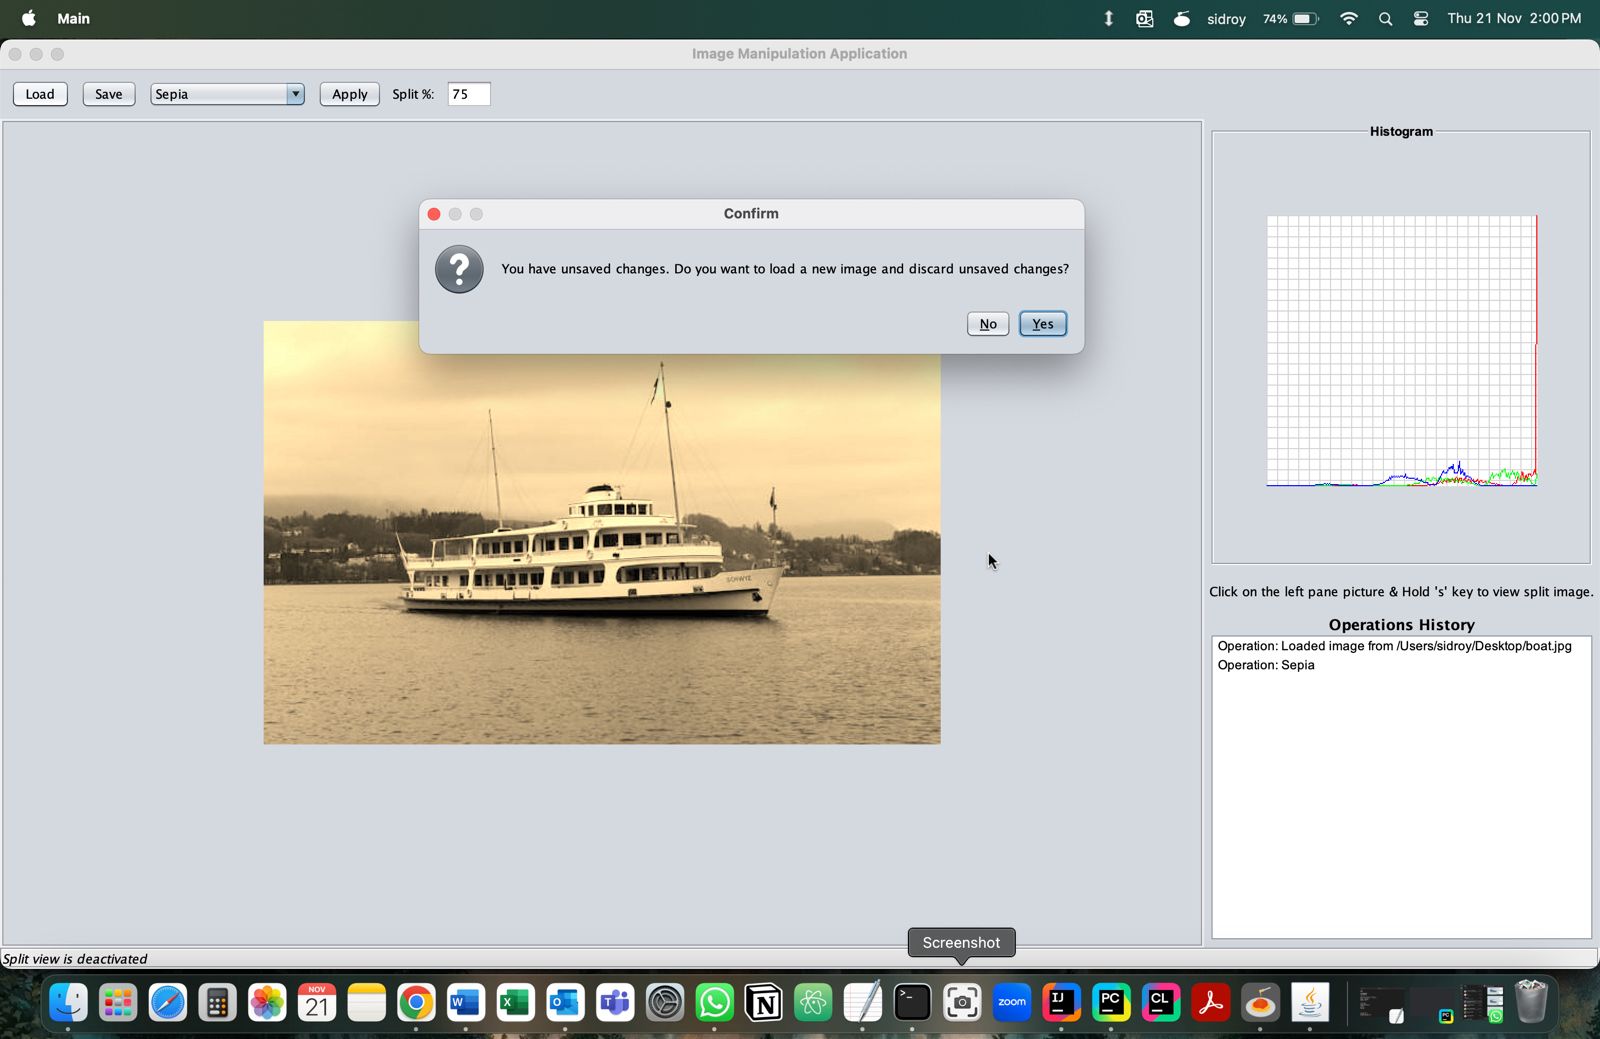 Main
sidroy 74% Thu 21 Nov 2:00 PM
Image Manipulation Application
Load Save Sepia Apply Split %: 75
Histogram
Confirm
?
You have unsaved changes. Do you want to load a new image and discard unsaved changes?
No Yes
SCHWYZ
Click on the left pane picture & Hold 's' key to view split image.
Operations History
Operation: Loaded image from /Users/sidroy/Desktop/boat.jpg
Operation: Sepia
Screenshot
Split view is deactivated
NOV
21
W
X
O
T
N
>_
zoom
IJ
PC
CL
PC